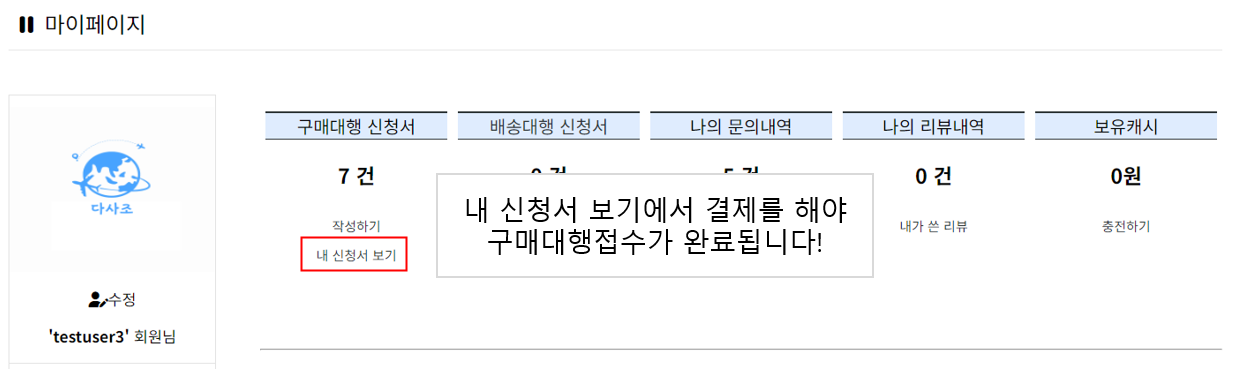 마이페이지
구매대행 신청서
배송대행 신청서
나의 문의내역
나의 리뷰내역
보유캐시
7 건
0 건
0원
작성하기
내 신청서 보기
내 신청서 보기에서 결제를 해야
구매대행접수가 완료됩니다!
내가 쓴 리뷰
충전하기
다사조
수정
'testuser3' 회원님